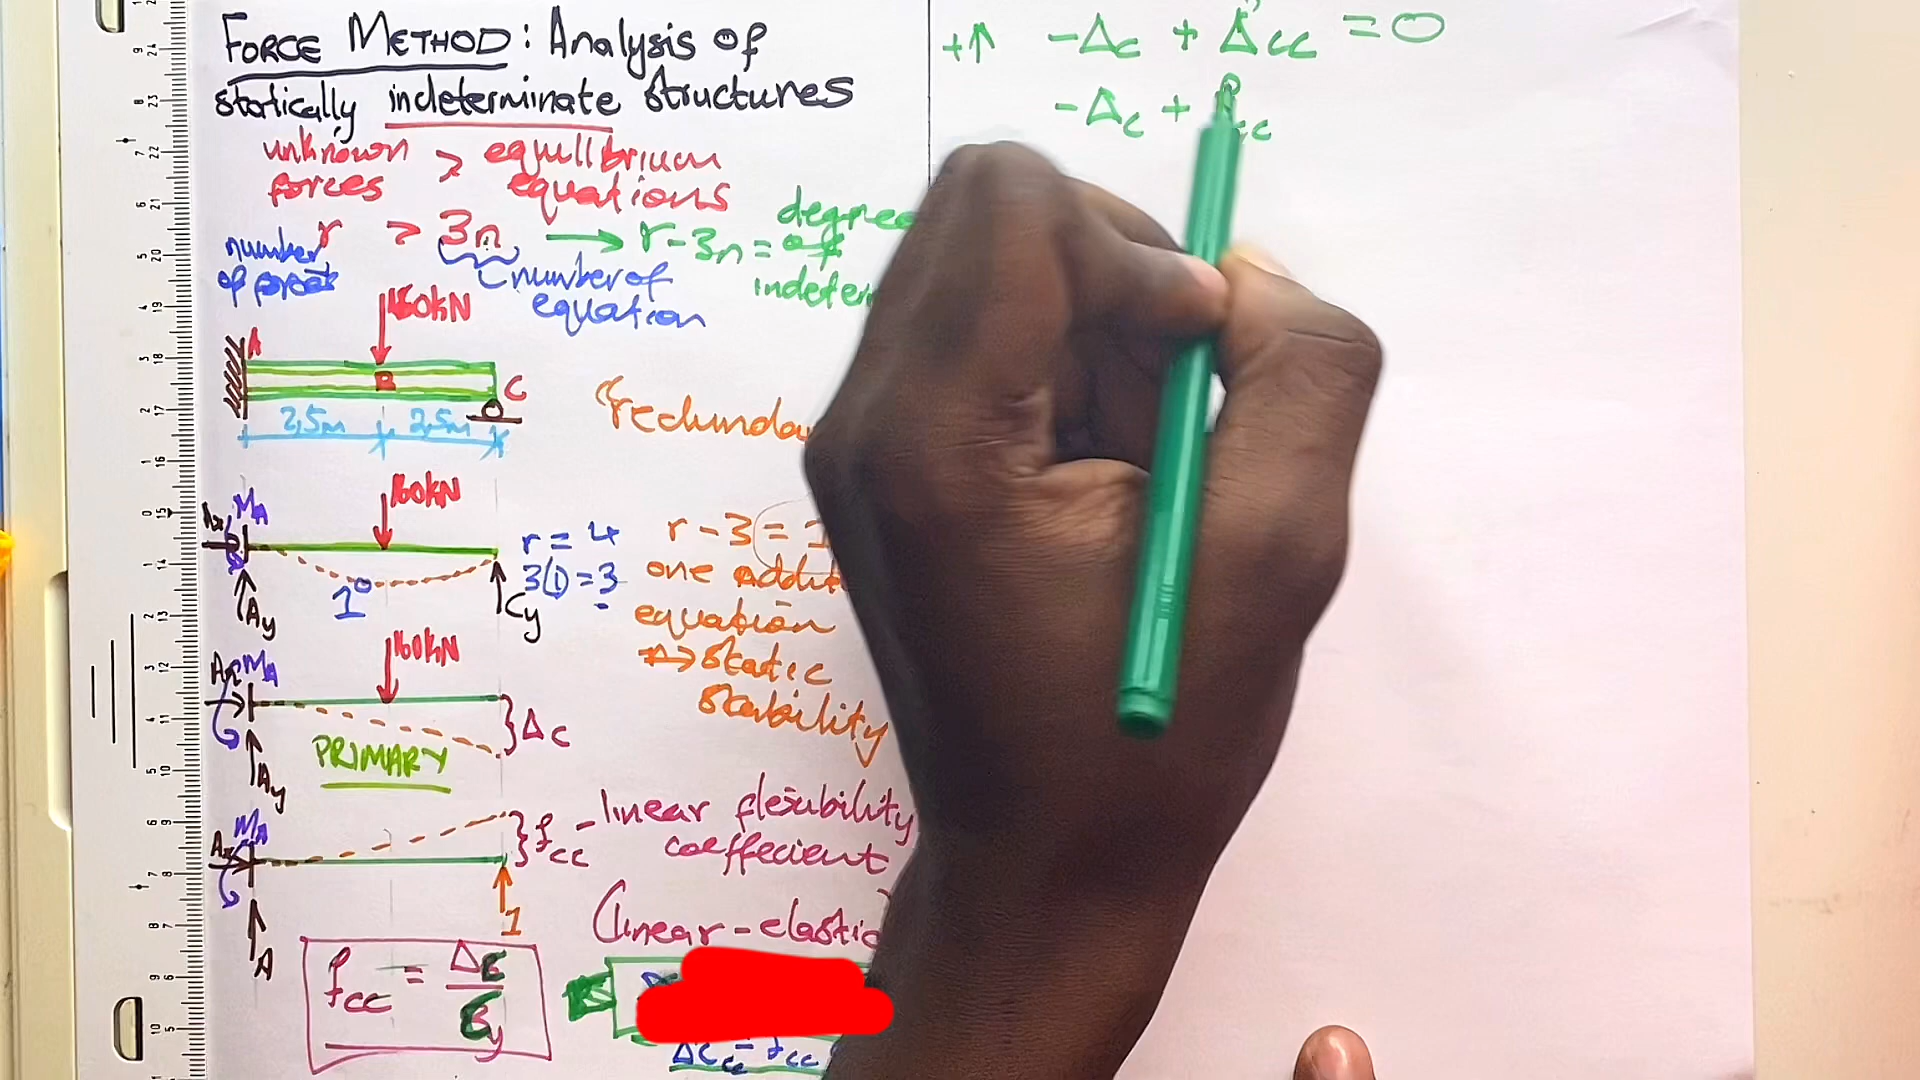 FORCE METHOD: Analysis of
statically indeterminate structures
unknown forces > equilibrium equations
r > 3n → r-3n = degree of
number of forces
number of equation
160kN
A
B
C
2,5m
2,5m
"redunda
160kN
Ax
MA
Ay
1°
Cy
r = 4
3(1) = 3
r - 3 = 1
one
equation
→ static
stability
160kN
Ax
MA
Ay
PRIMARY
Δc
MA
Ax
A
fcc - linear flexibility
coeffecient
1
(linear-elastic
fcc = Δc / Cy
ΔCc = fcc
+↑ -Δc + Δcc = 0
-Δc +